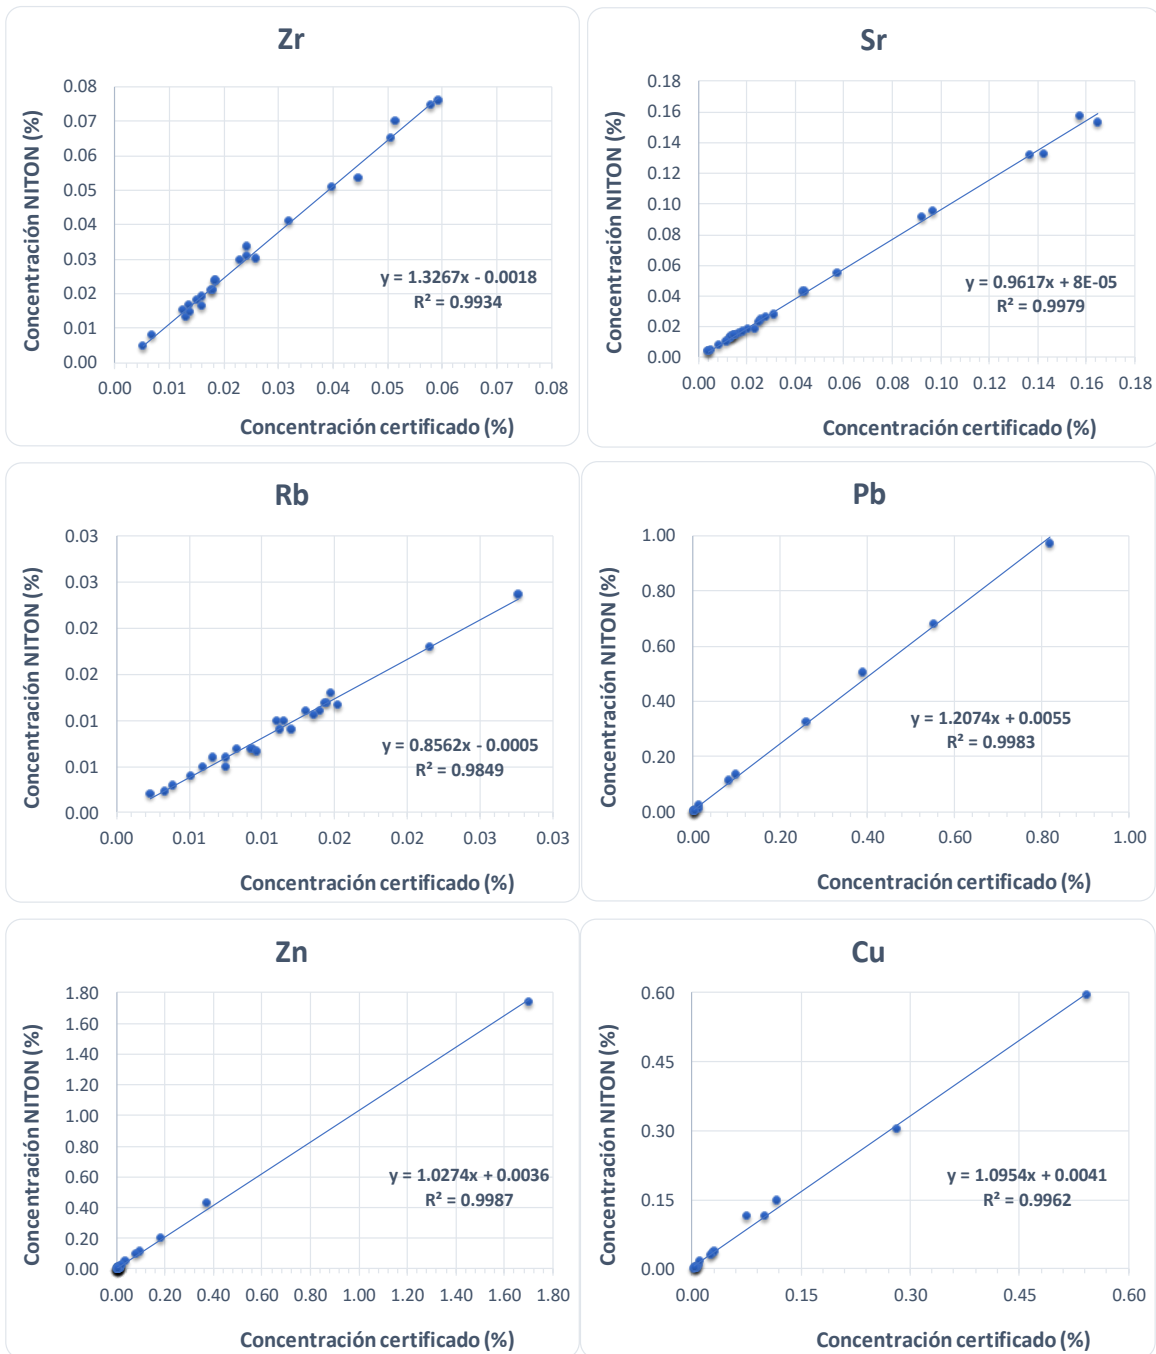 Zr
Concentración NITON (%)
0.08
0.07
0.06
0.05
0.04
0.03
0.02
0.01
0.00
y = 1.3267x - 0.0018
R² = 0.9934
0.00 0.01 0.02 0.03 0.04 0.05 0.06 0.07 0.08
Concentración certificado (%)
Sr
Concentración NITON (%)
0.18
0.16
0.14
0.12
0.10
0.08
0.06
0.04
0.02
0.00
y = 0.9617x + 8E-05
R² = 0.9979
0.00 0.02 0.04 0.06 0.08 0.10 0.12 0.14 0.16 0.18
Concentración certificado (%)
Rb
Concentración NITON (%)
0.03
0.03
0.02
0.02
0.01
0.01
0.00
y = 0.8562x - 0.0005
R² = 0.9849
0.00 0.01 0.01 0.02 0.02 0.03 0.03
Concentración certificado (%)
Pb
Concentración NITON (%)
1.00
0.80
0.60
0.40
0.20
0.00
y = 1.2074x + 0.0055
R² = 0.9983
0.00 0.20 0.40 0.60 0.80 1.00
Concentración certificado (%)
Zn
Concentración NITON (%)
1.80
1.60
1.40
1.20
1.00
0.80
0.60
0.40
0.20
0.00
y = 1.0274x + 0.0036
R² = 0.9987
0.00 0.20 0.40 0.60 0.80 1.00 1.20 1.40 1.60 1.80
Concentración certificado (%)
Cu
Concentración NITON (%)
0.60
0.45
0.30
0.15
0.00
y = 1.0954x + 0.0041
R² = 0.9962
0.00 0.15 0.30 0.45 0.60
Concentración certificado (%)